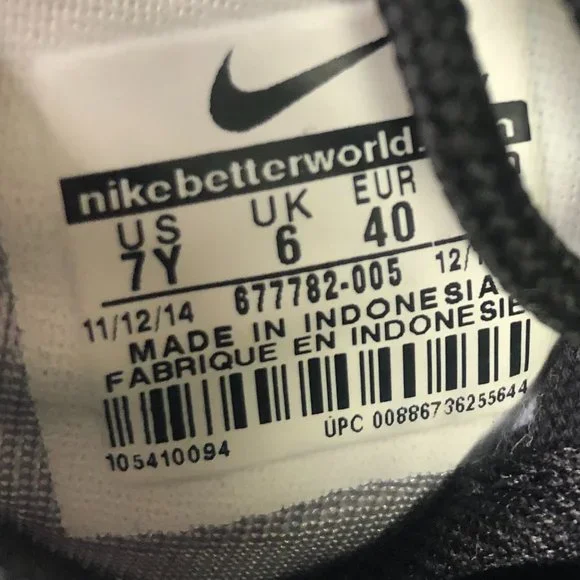 nikebetterworld.
US UK EUR
7Y 6 40
11/12/14 677782-005 12/
MADE IN INDONESIA
FABRIQUE EN INDONESIE
105410094 UPC 00886736255644